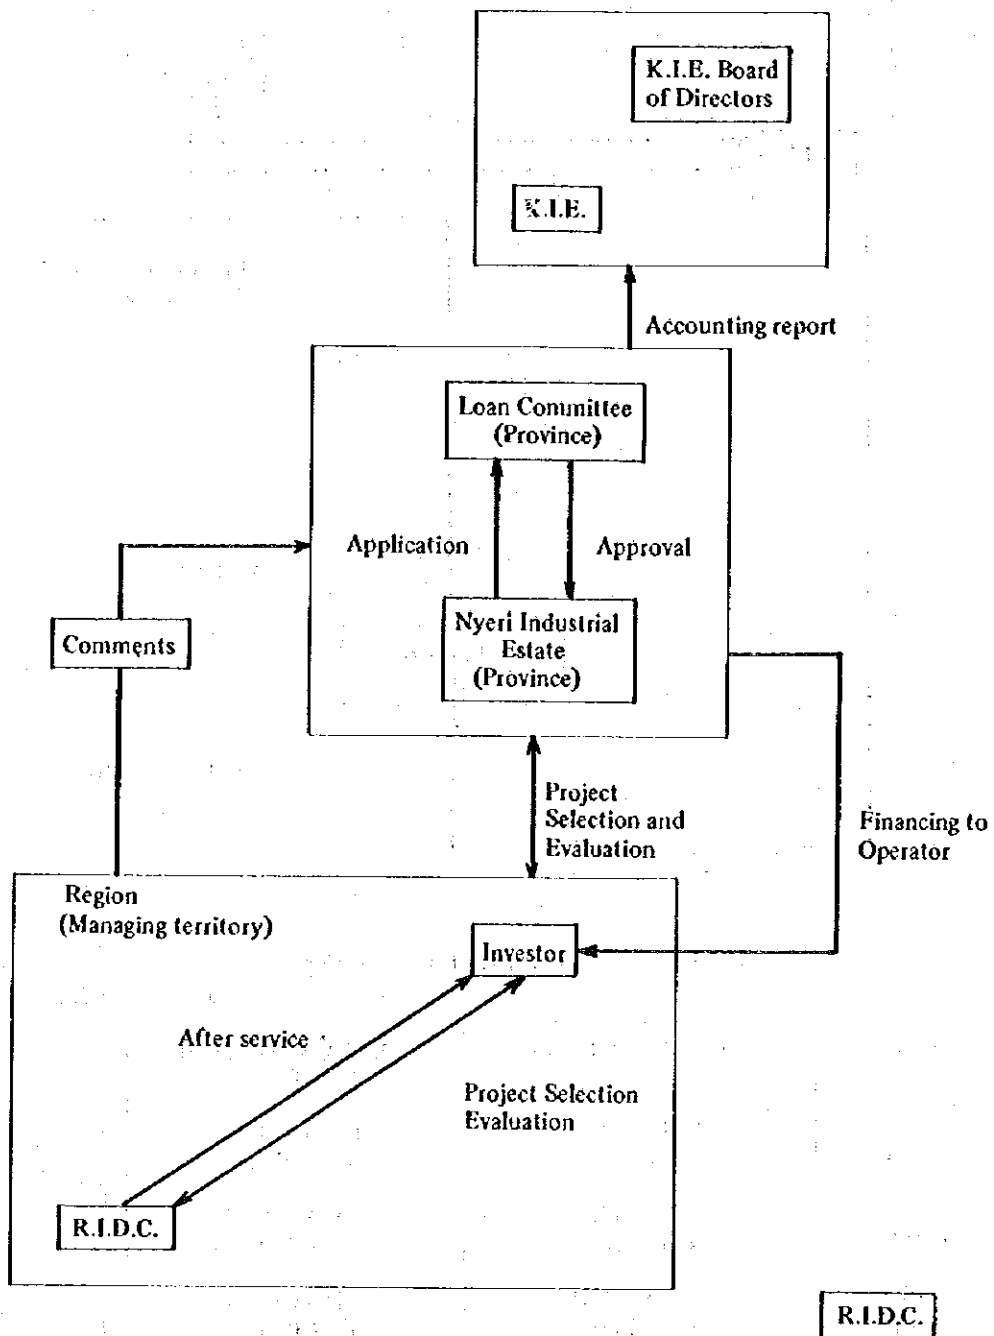 K.I.E. Board
of Directors
K.I.E.
Accounting report
Loan Committee
(Province)
Application
Approval
Nyeri Industrial
Estate
(Province)
Comments
Project
Selection and
Evaluation
Financing to
Operator
Region
(Managing territory)
Investor
After service
Project Selection
Evaluation
R.I.D.C.
R.I.D.C.